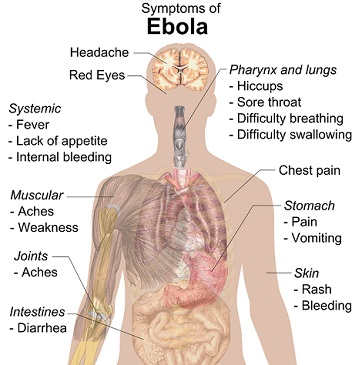 Symptoms of
Ebola
Headache
Red Eyes
Systemic
- Fever
- Lack of appetite
- Internal bleeding
Muscular
- Aches
- Weakness
Joints
- Aches
Intestines
- Diarrhea
Pharynx and lungs
- Hiccups
- Sore throat
- Difficulty breathing
- Difficulty swallowing
Chest pain
Stomach
- Pain
- Vomiting
Skin
- Rash
- Bleeding